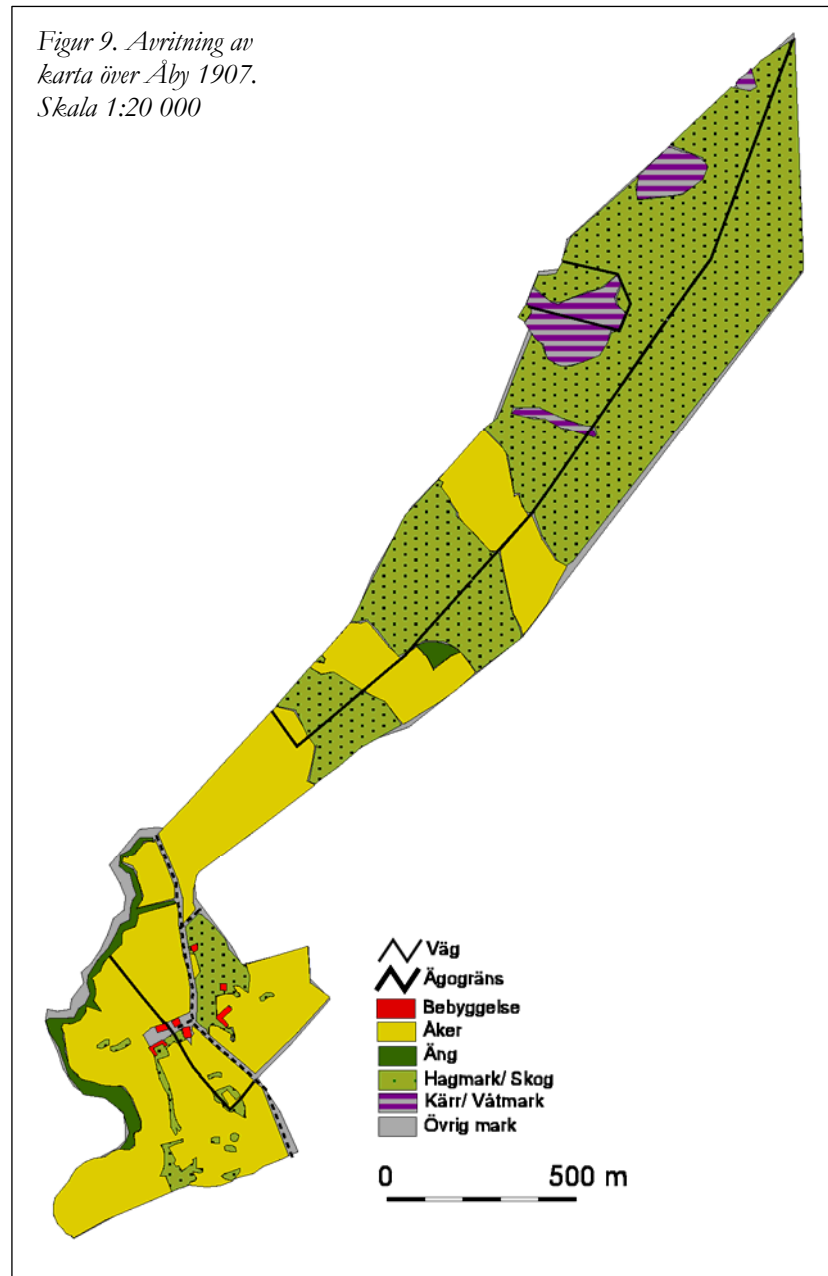 Figur 9. Avritning av
karta över Åby 1907.
Skala 1:20 000
Väg
Ägogräns
Bebyggelse
Åker
Äng
Hagmark/ Skog
Kärr/ Våtmark
Övrig mark
0 500 m